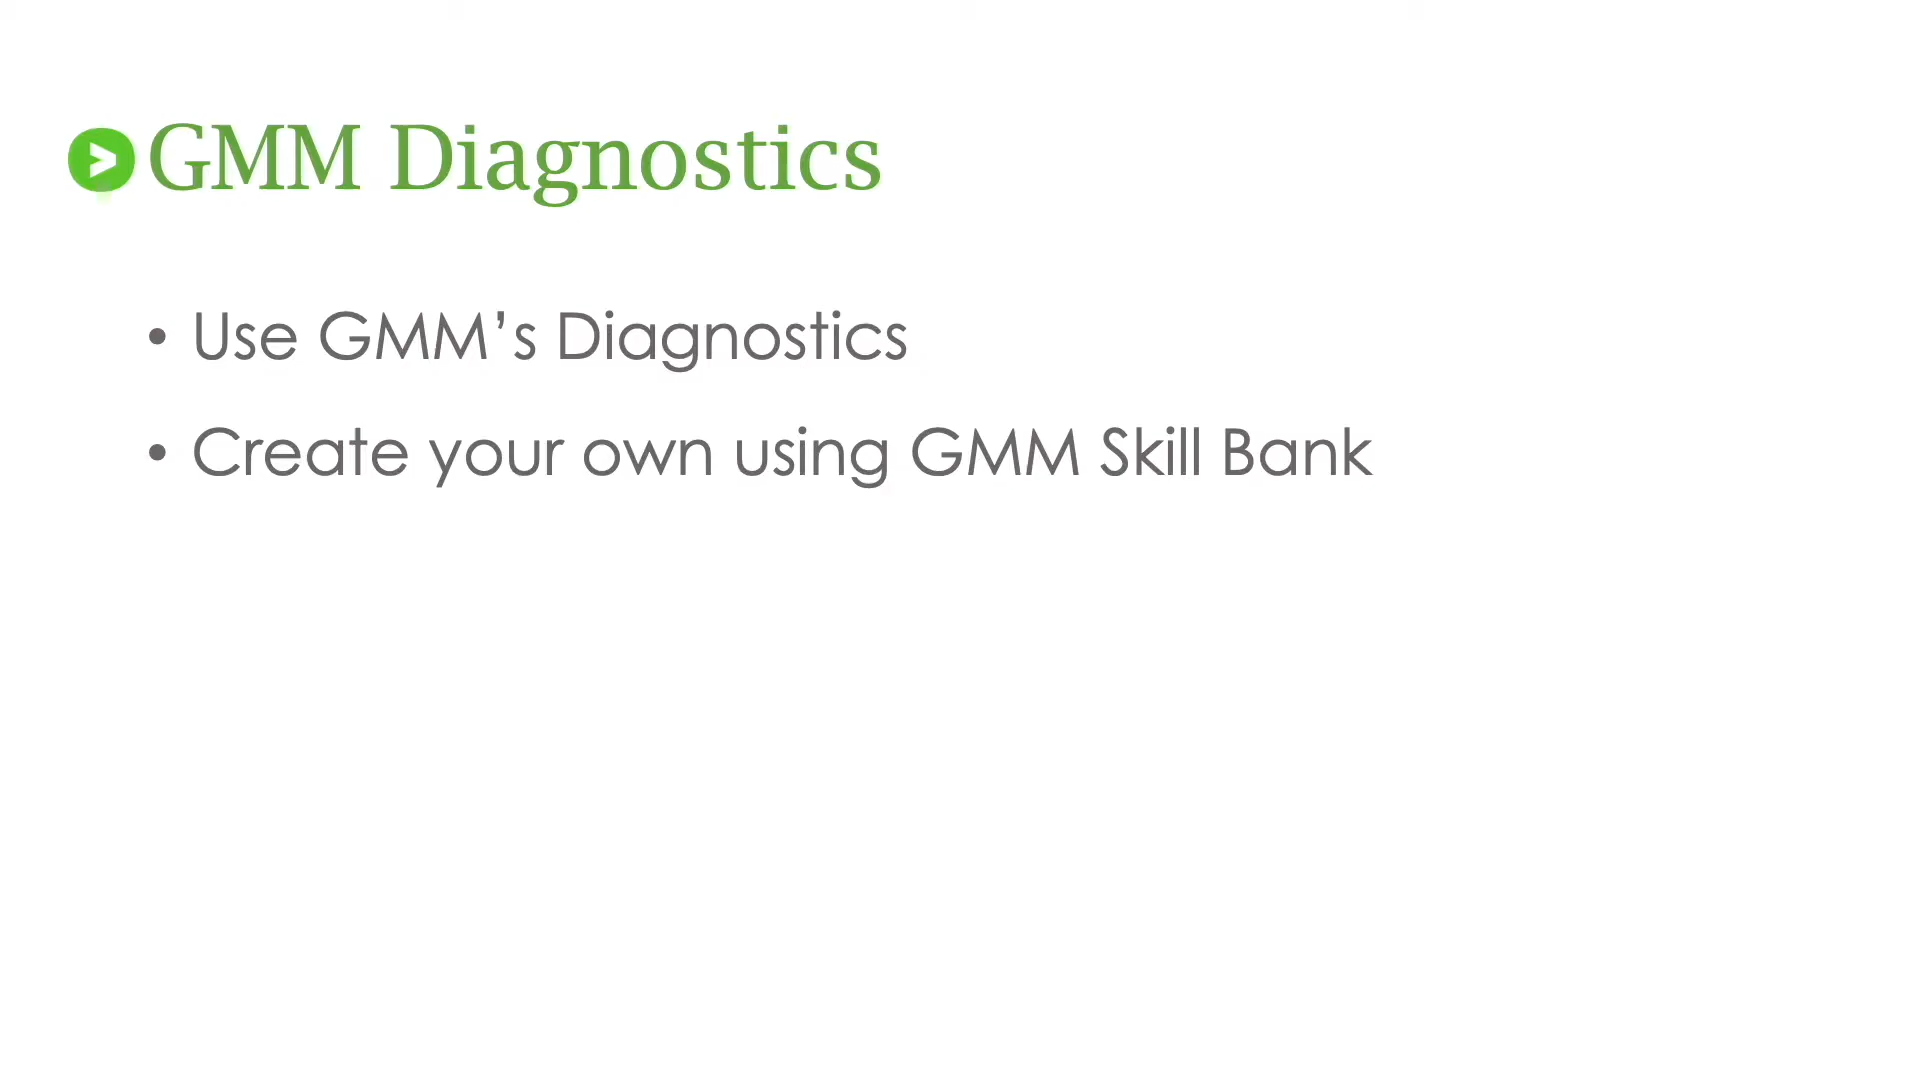 GMM Diagnostics
• Use GMM’s Diagnostics
• Create your own using GMM Skill Bank